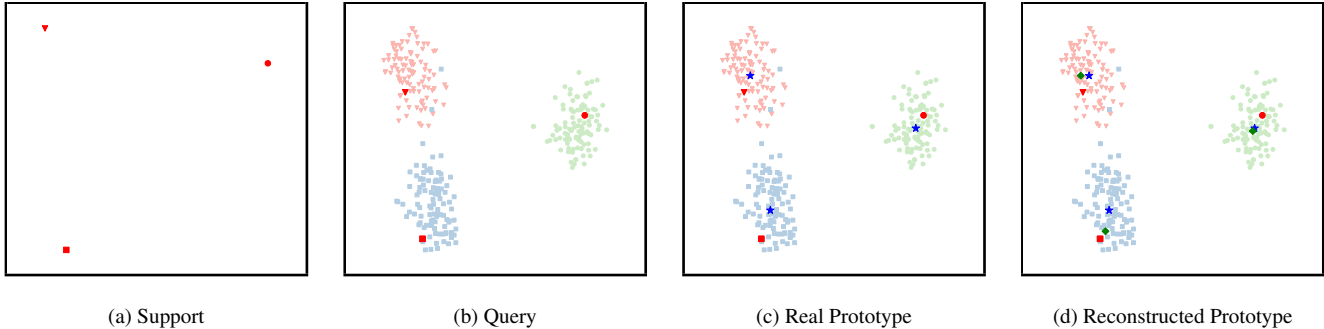 (a) Support
(b) Query
(c) Real Prototype
(d) Reconstructed Prototype